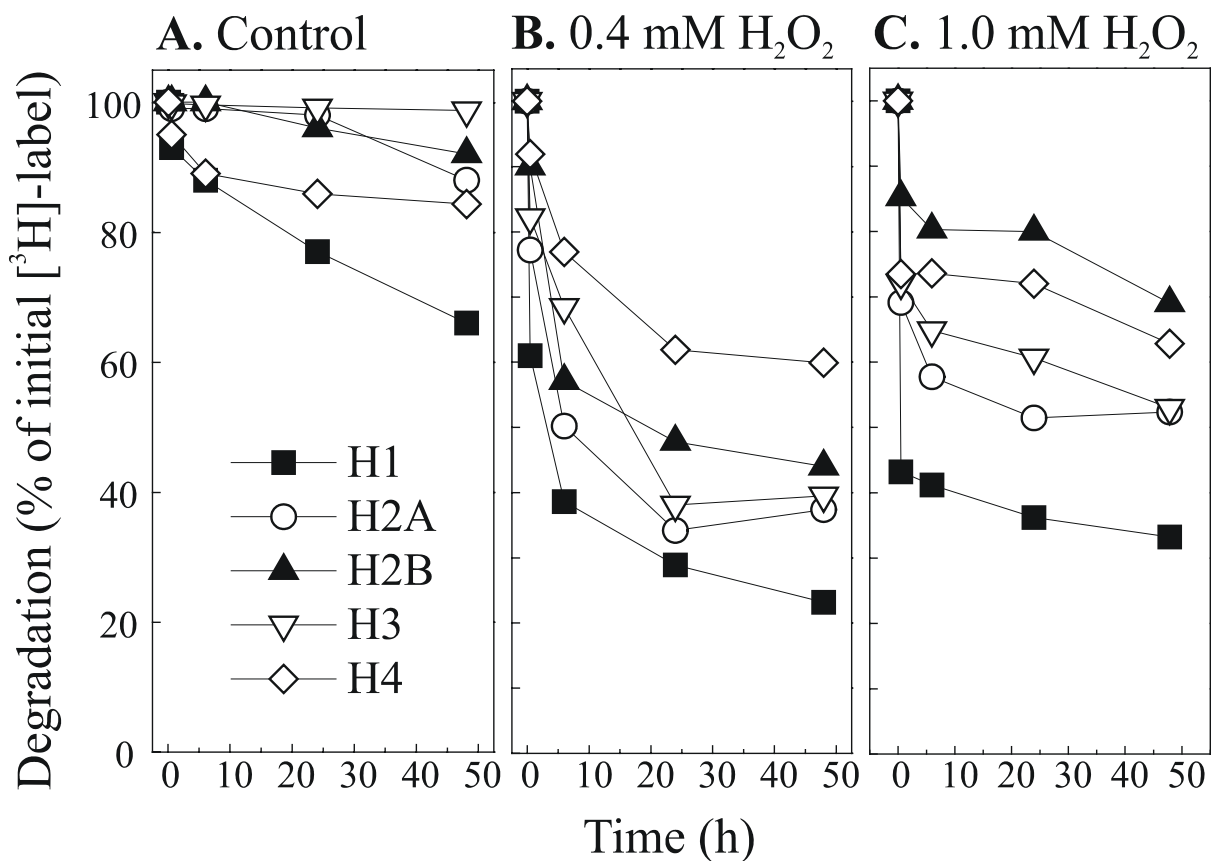 A. Control
B. 0.4 mM H₂O₂
C. 1.0 mM H₂O₂
Degradation (% of initial [³H]-label)
100
80
60
40
20
0
H1
H2A
H2B
H3
H4
0 10 20 30 40 50
0 10 20 30 40 50
0 10 20 30 40 50
Time (h)